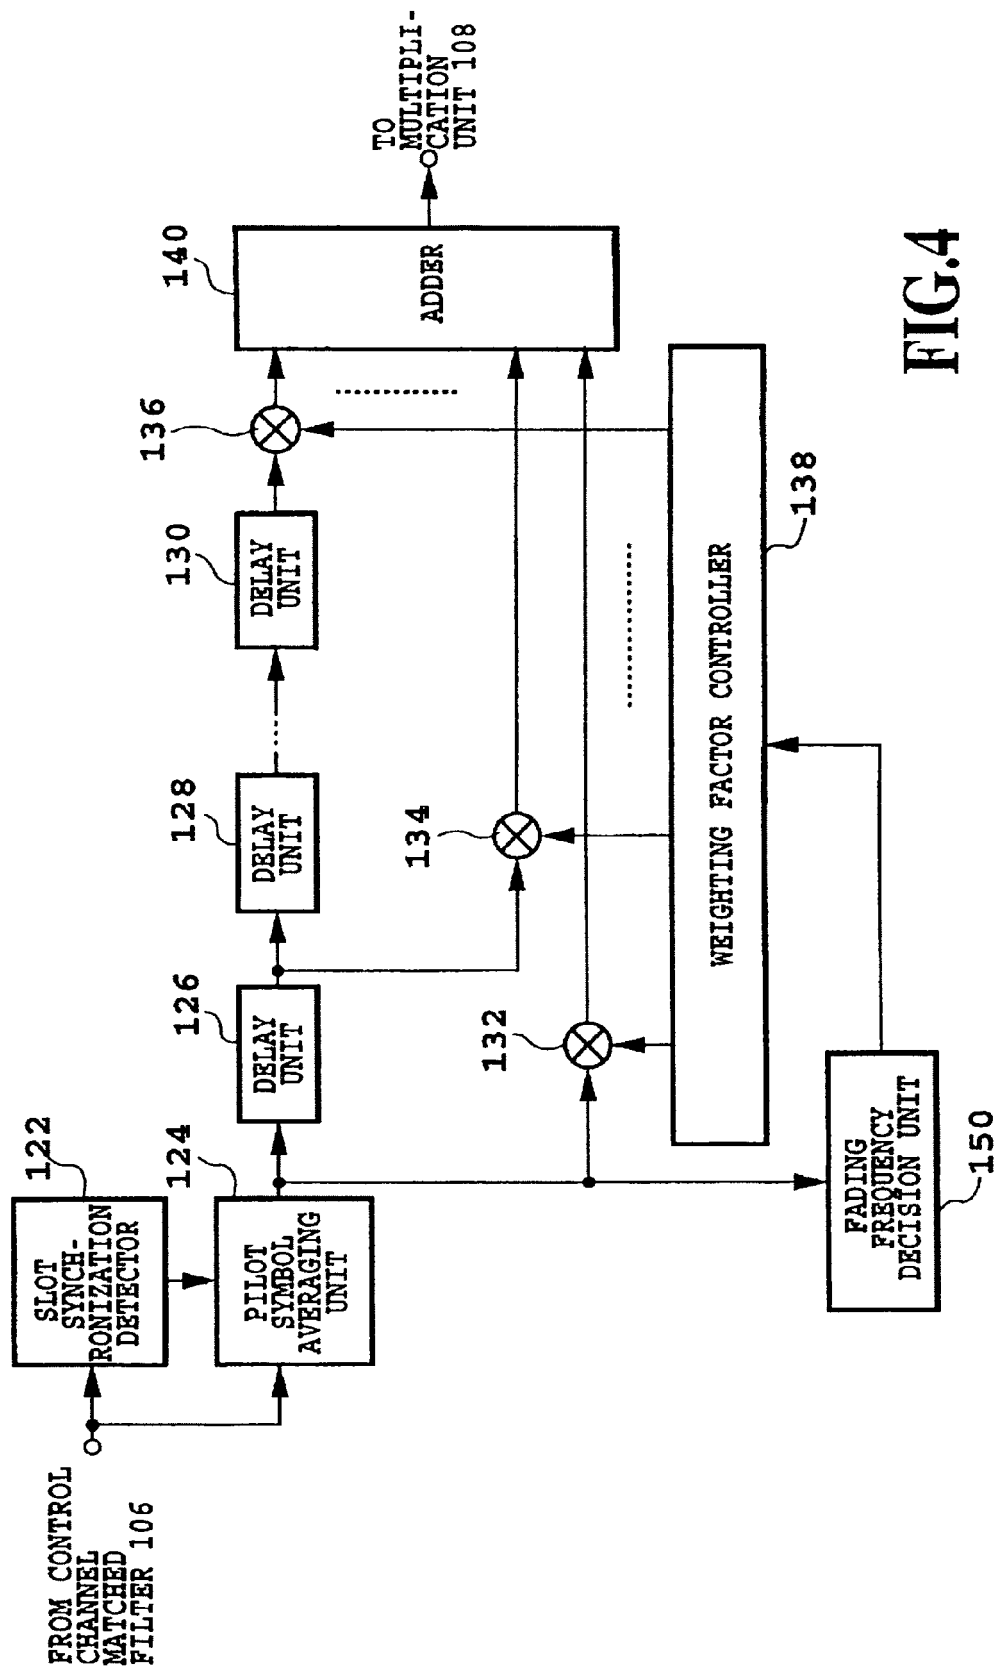 FROM CONTROL
CHANNEL
MATCHED
FILTER 106
122
SLOT
SYNCH-
RONIZATION
DETECTOR
124
PILOT
SYMBOL
AVERAGING
UNIT
126
DELAY
UNIT
128
DELAY
UNIT
130
DELAY
UNIT
136
140
ADDER
TO
MULTIPLI-
CATION
UNIT 108
134
132
WEIGHTING FACTOR CONTROLLER
138
FADING
FREQUENCY
DECISION UNIT
150
FIG.4